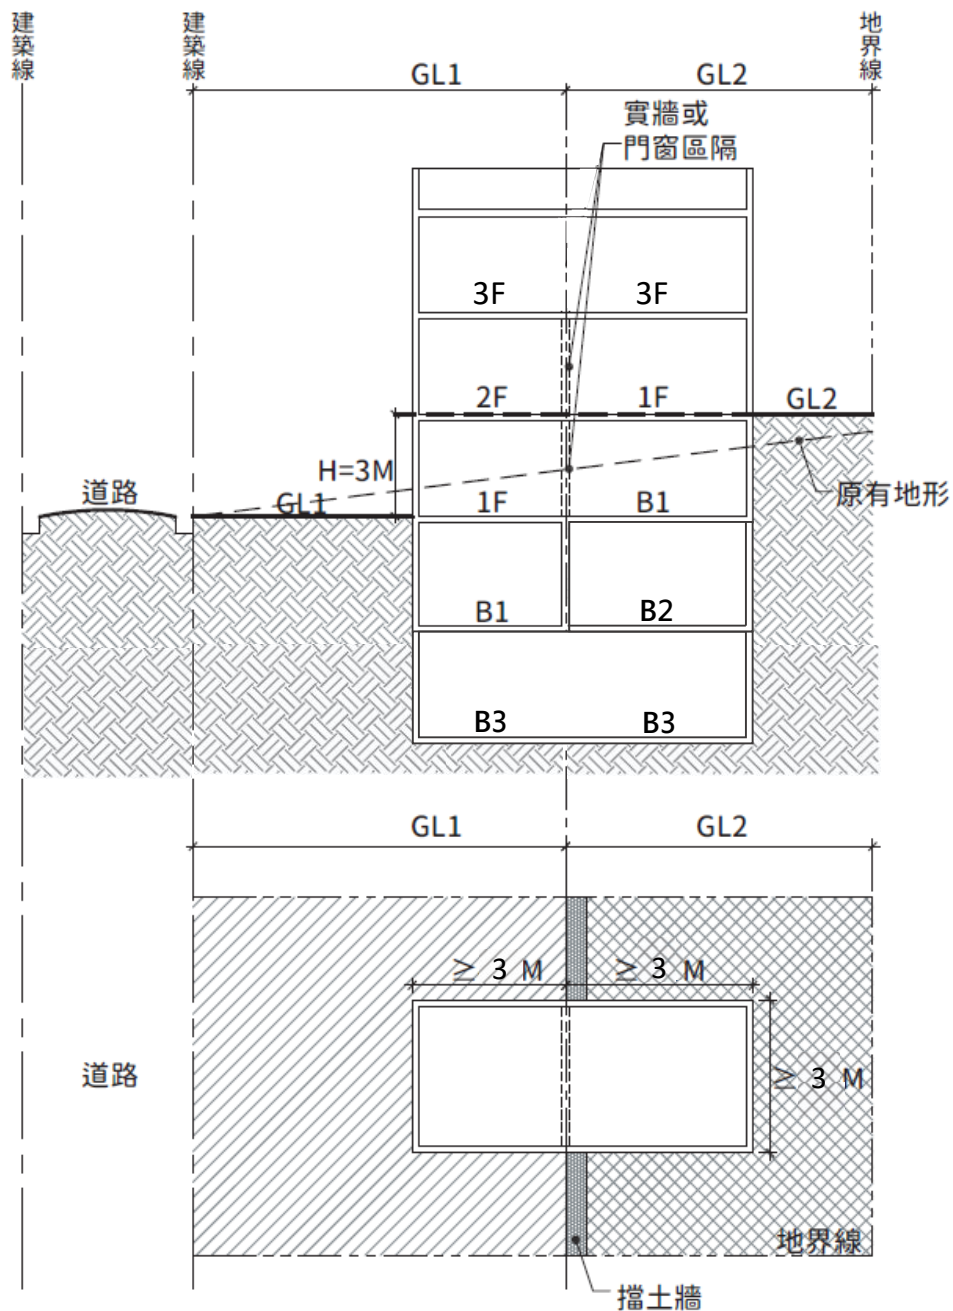 建築線
建築線
地界線
GL1
GL2
實牆或
門窗區隔
3F
3F
2F
1F
GL2
H=3M
GL1
1F
B1
原有地形
道路
B1
B2
B3
B3
GL1
GL2
≥ 3 M
≥ 3 M
道路
≥ 3 M
地界線
擋土牆